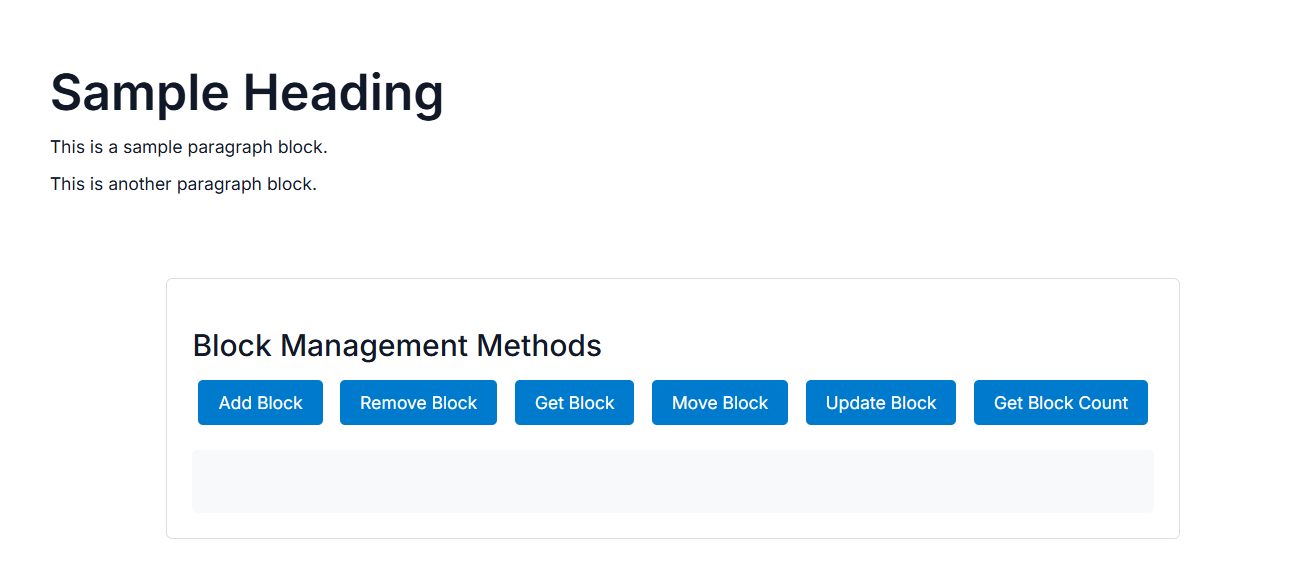 Sample Heading
This is a sample paragraph block.
This is another paragraph block.
Block Management Methods
Add Block Remove Block Get Block Move Block Update Block Get Block Count